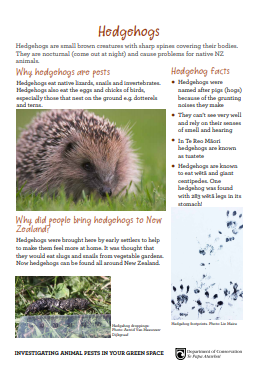 Hedgehogs
Hedgehogs are small brown creatures with sharp spines covering their bodies.
They are nocturnal (come out at night) and cause problems for native NZ
animals.
Why hedgehogs are pests
Hedgehogs eat native lizards, snails and invertebrates.
Hedgehogs also eat the eggs and chicks of birds,
especially those that nest on the ground e.g. dotterels
and terns.
Why did people bring hedgehogs to New
Zealand?
Hedgehogs were brought here by early settlers to help
to make them feel more at home. It was thought that
they would eat slugs and snails from vegetable gardens.
Now hedgehogs can be found all around New Zealand.
Hedgehog droppings.
Photo:
Hedgehog facts
Hedgehogs were
named after pigs (hogs)
because of the grunting
noises they make
They can't see very well
and rely on their senses
of smell and hearing
In Te Reo Māori
hedgehogs are known
as tuatete
Hedgehogs are known
to eat wētā and giant
centipedes. One
hedgehog was found
with 283 wētā legs in its
stomach!
Hedgehog footprints. Photo:
INVESTIGATING ANIMAL PESTS IN YOUR GREEN SPACE
Department of Conservation
Te Papa Atawhai